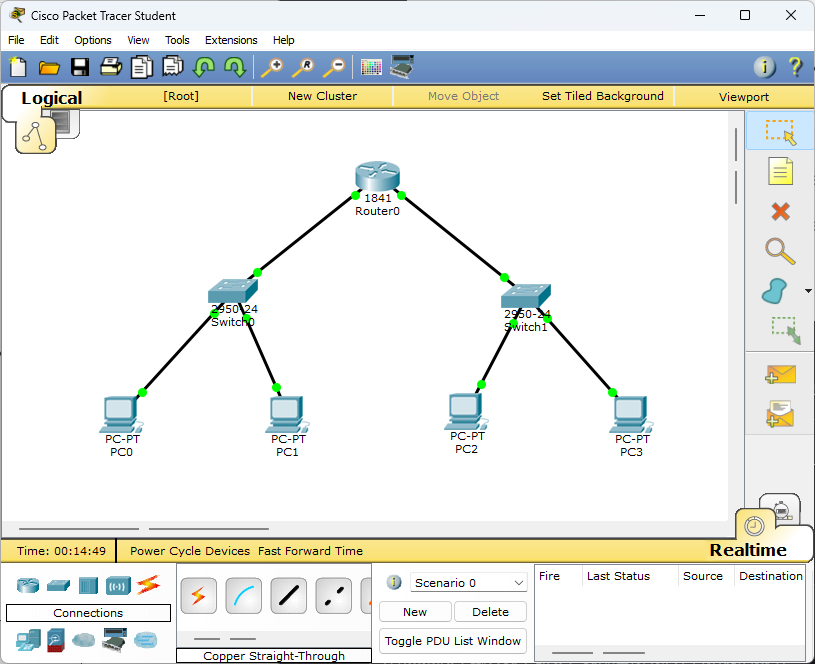 Cisco Packet Tracer Student
File Edit Options View Tools Extensions Help
Logical [Root] New Cluster Move Object Set Tiled Background Viewport
1841
Router0
2950-24
Switch0
2950-24
Switch1
PC-PT
PC0
PC-PT
PC1
PC-PT
PC2
PC-PT
PC3
Time: 00:14:49 Power Cycle Devices Fast Forward Time
Realtime
Connections
Copper Straight-Through
Scenario 0
New Delete
Toggle PDU List Window
Fire Last Status Source Destination